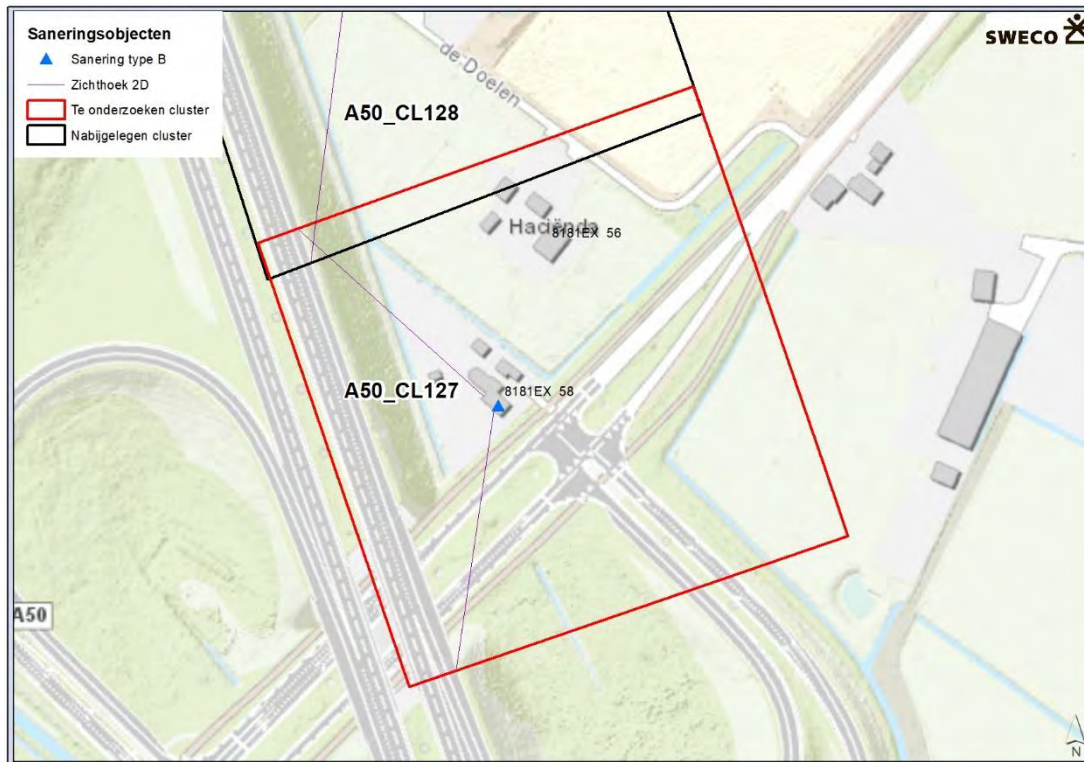 Saneringsobjecten
Sanering type B
Zichthoek 2D
Te onderzoeken cluster
Nabijgelegen cluster
SWECO
de Doelen
A50_CL128
Haciënda
8181EX 56
A50_CL127
8181EX 58
A50
N